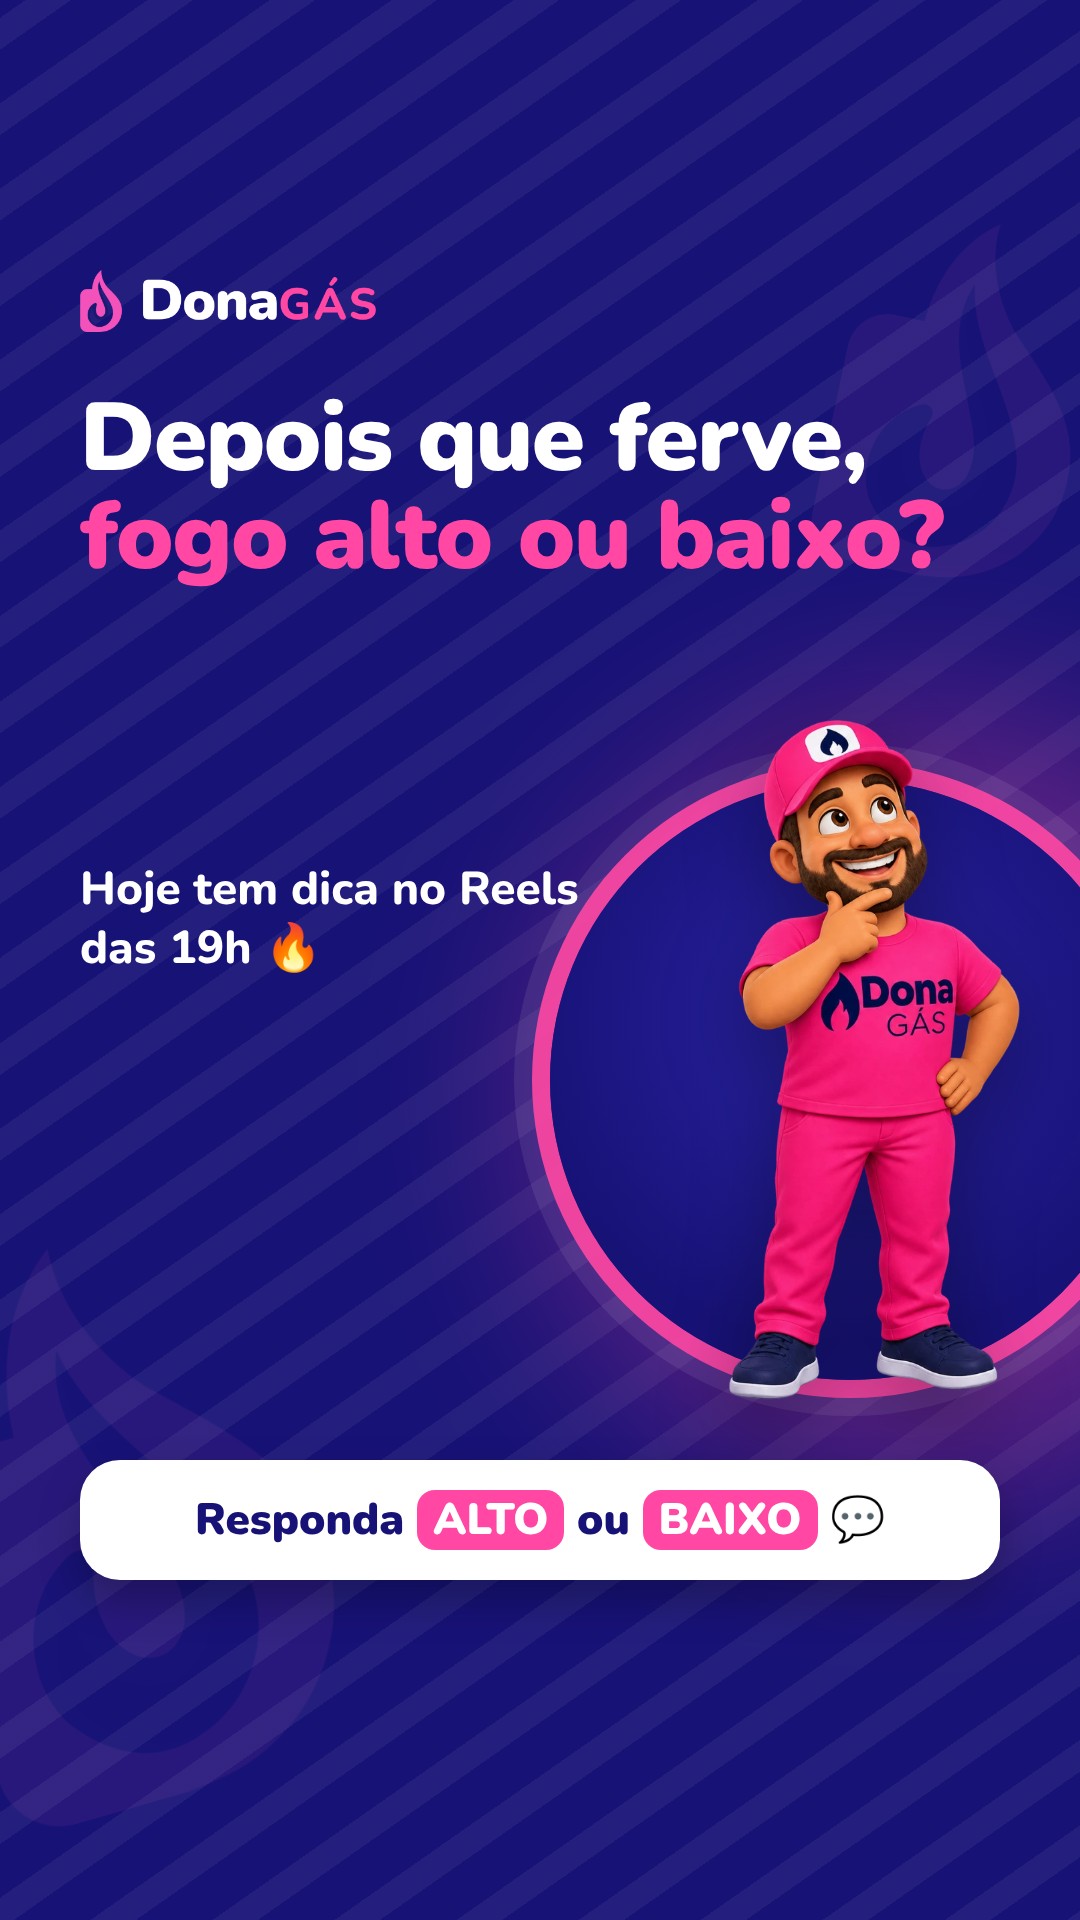 DonaGÁS
Depois que ferve,
fogo alto ou baixo?
Hoje tem dica no Reels
das 19h 🔥
Dona
GÁS
Responda ALTO ou BAIXO 💬